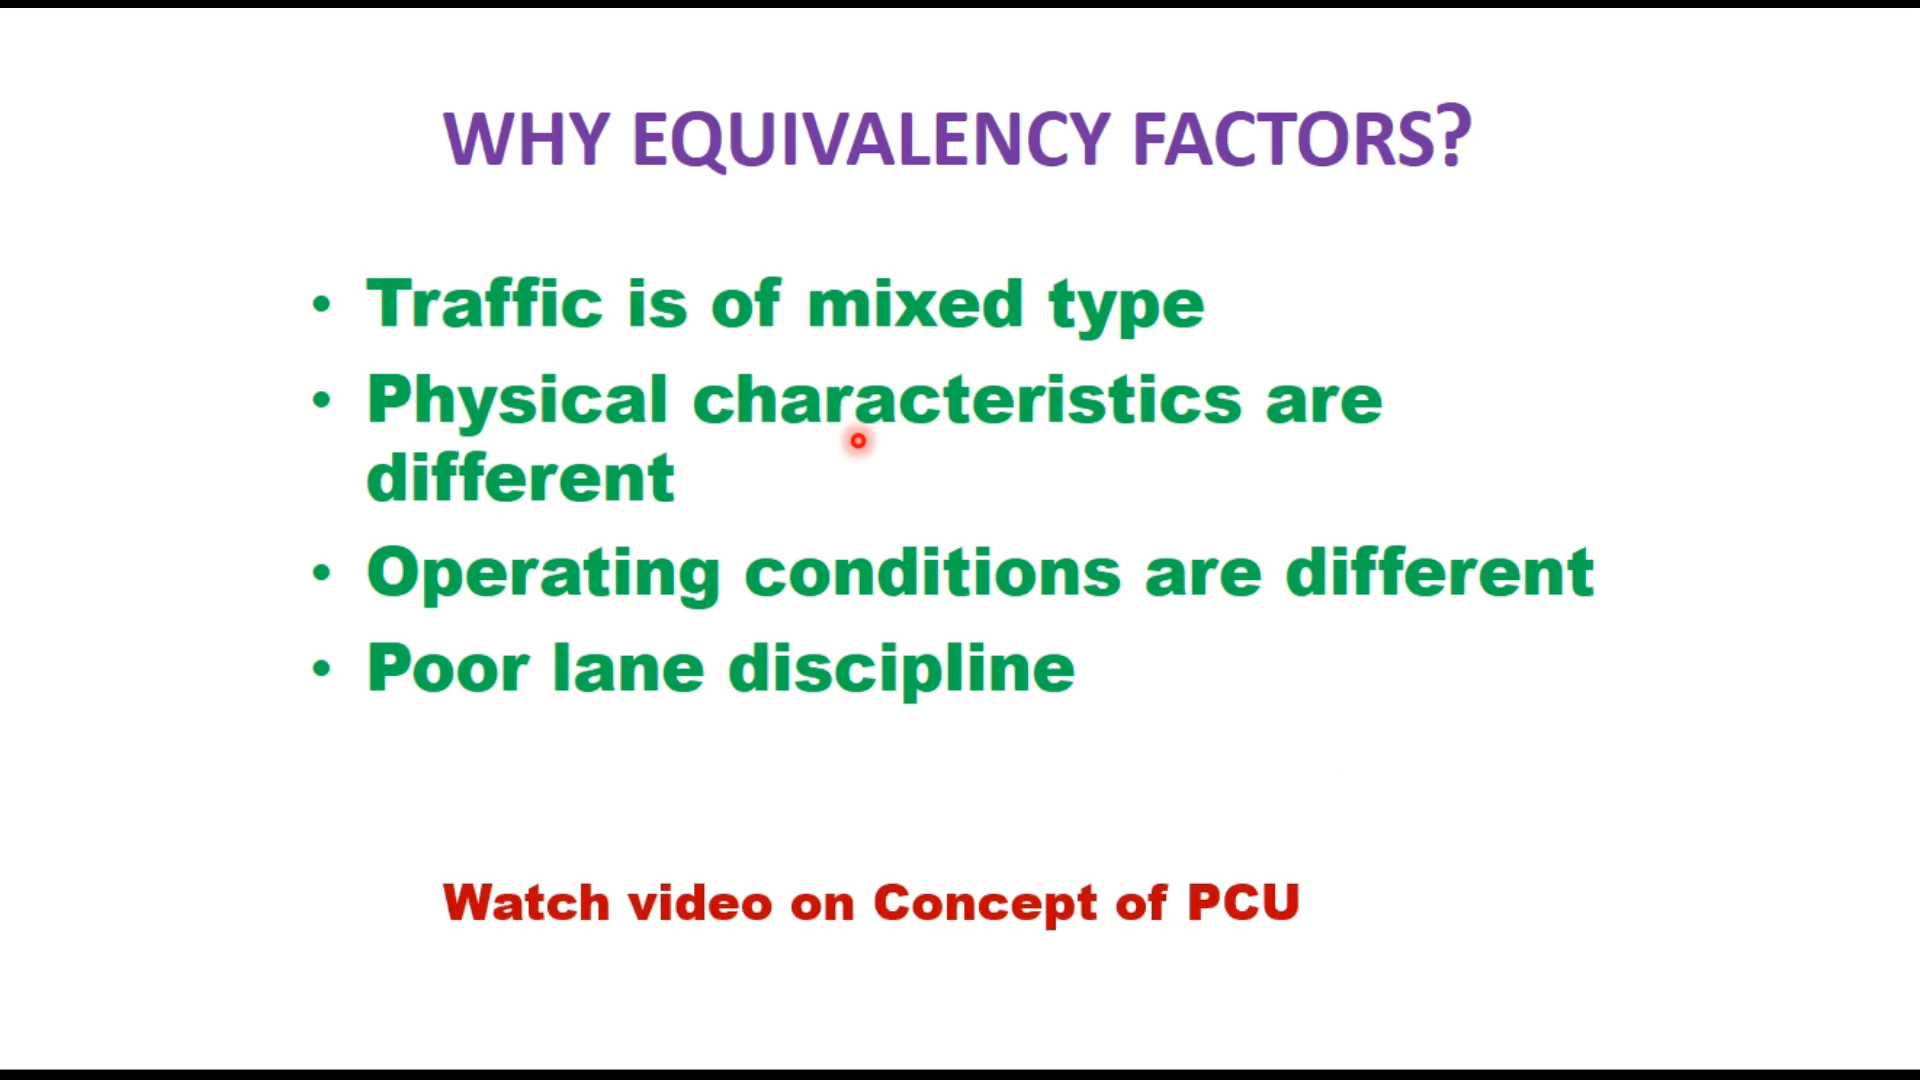 WHY EQUIVALENCY FACTORS?
• Traffic is of mixed type
• Physical characteristics are
different
• Operating conditions are different
• Poor lane discipline
Watch video on Concept of PCU